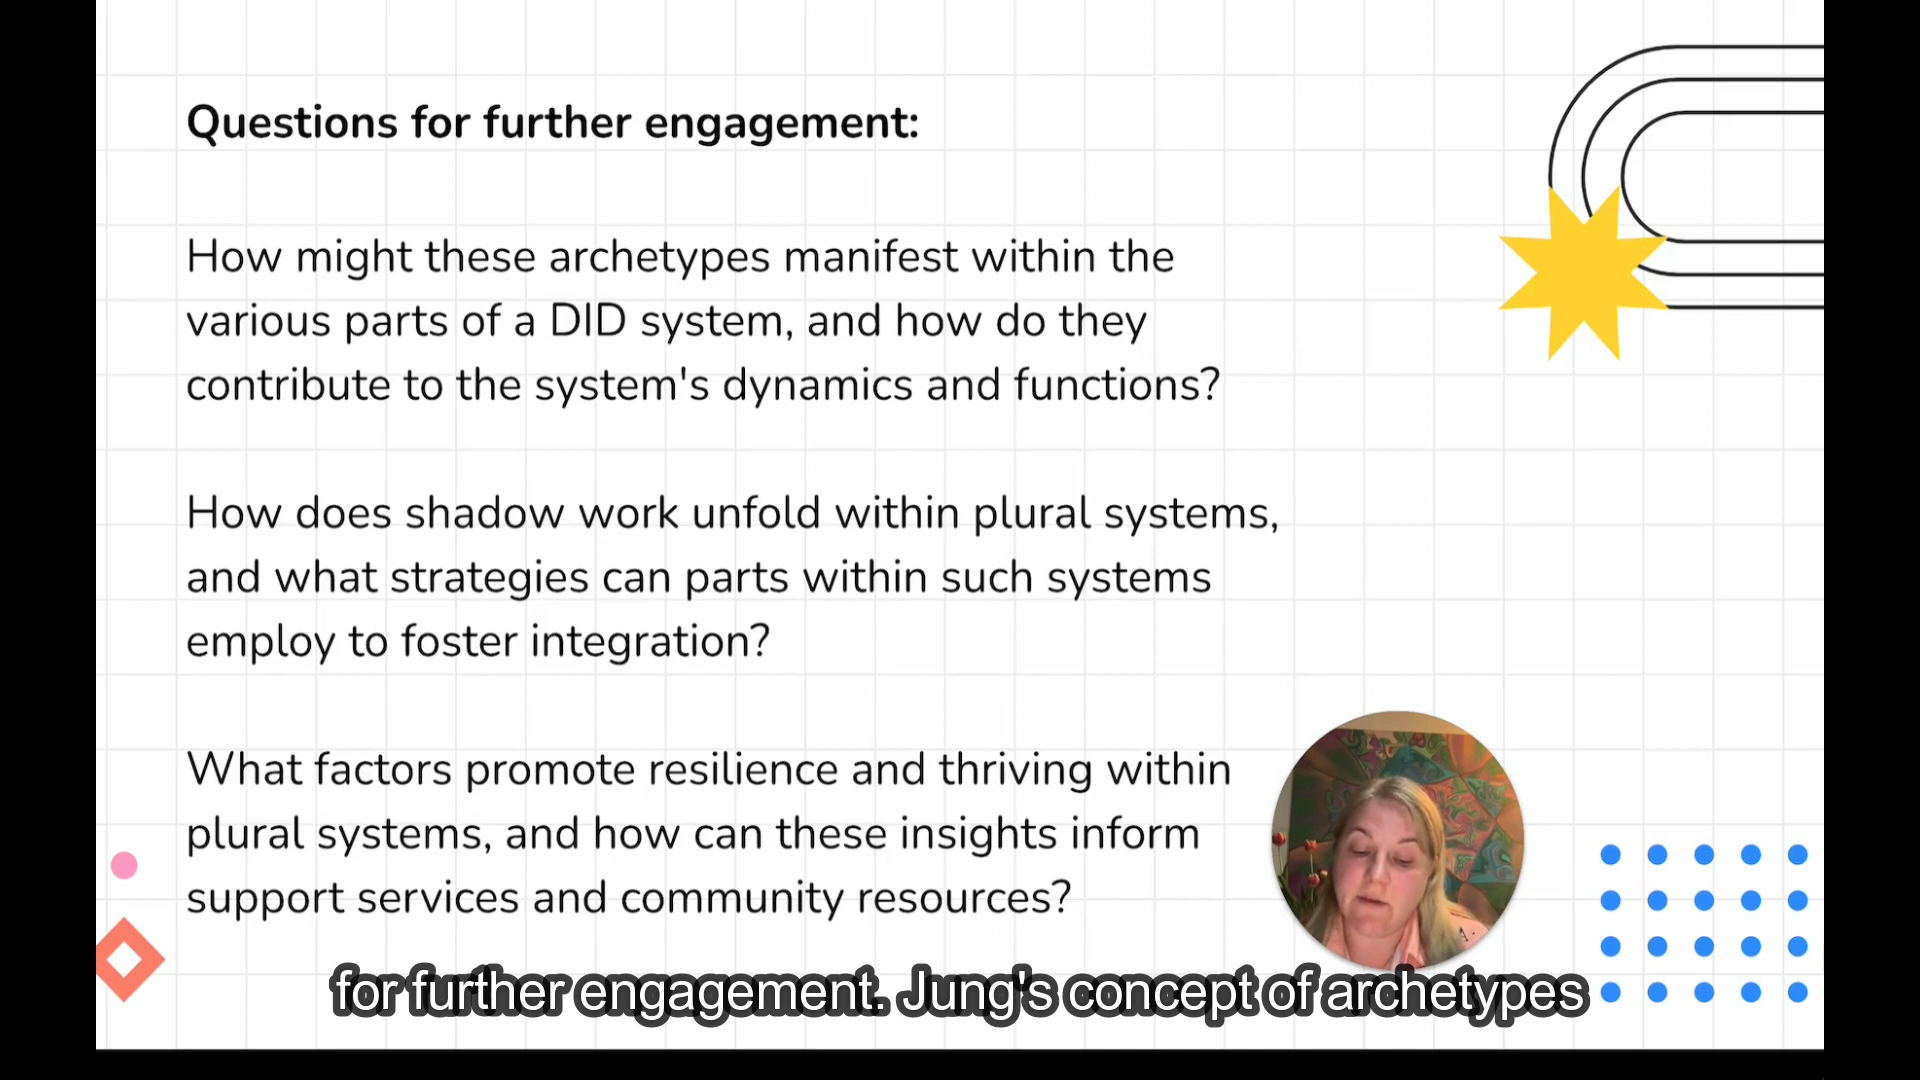 Questions for further engagement:
How might these archetypes manifest within the
various parts of a DID system, and how do they
contribute to the system's dynamics and functions?
How does shadow work unfold within plural systems,
and what strategies can parts within such systems
employ to foster integration?
What factors promote resilience and thriving within
plural systems, and how can these insights inform
support services and community resources?
for further engagement. Jung's concept of archetypes